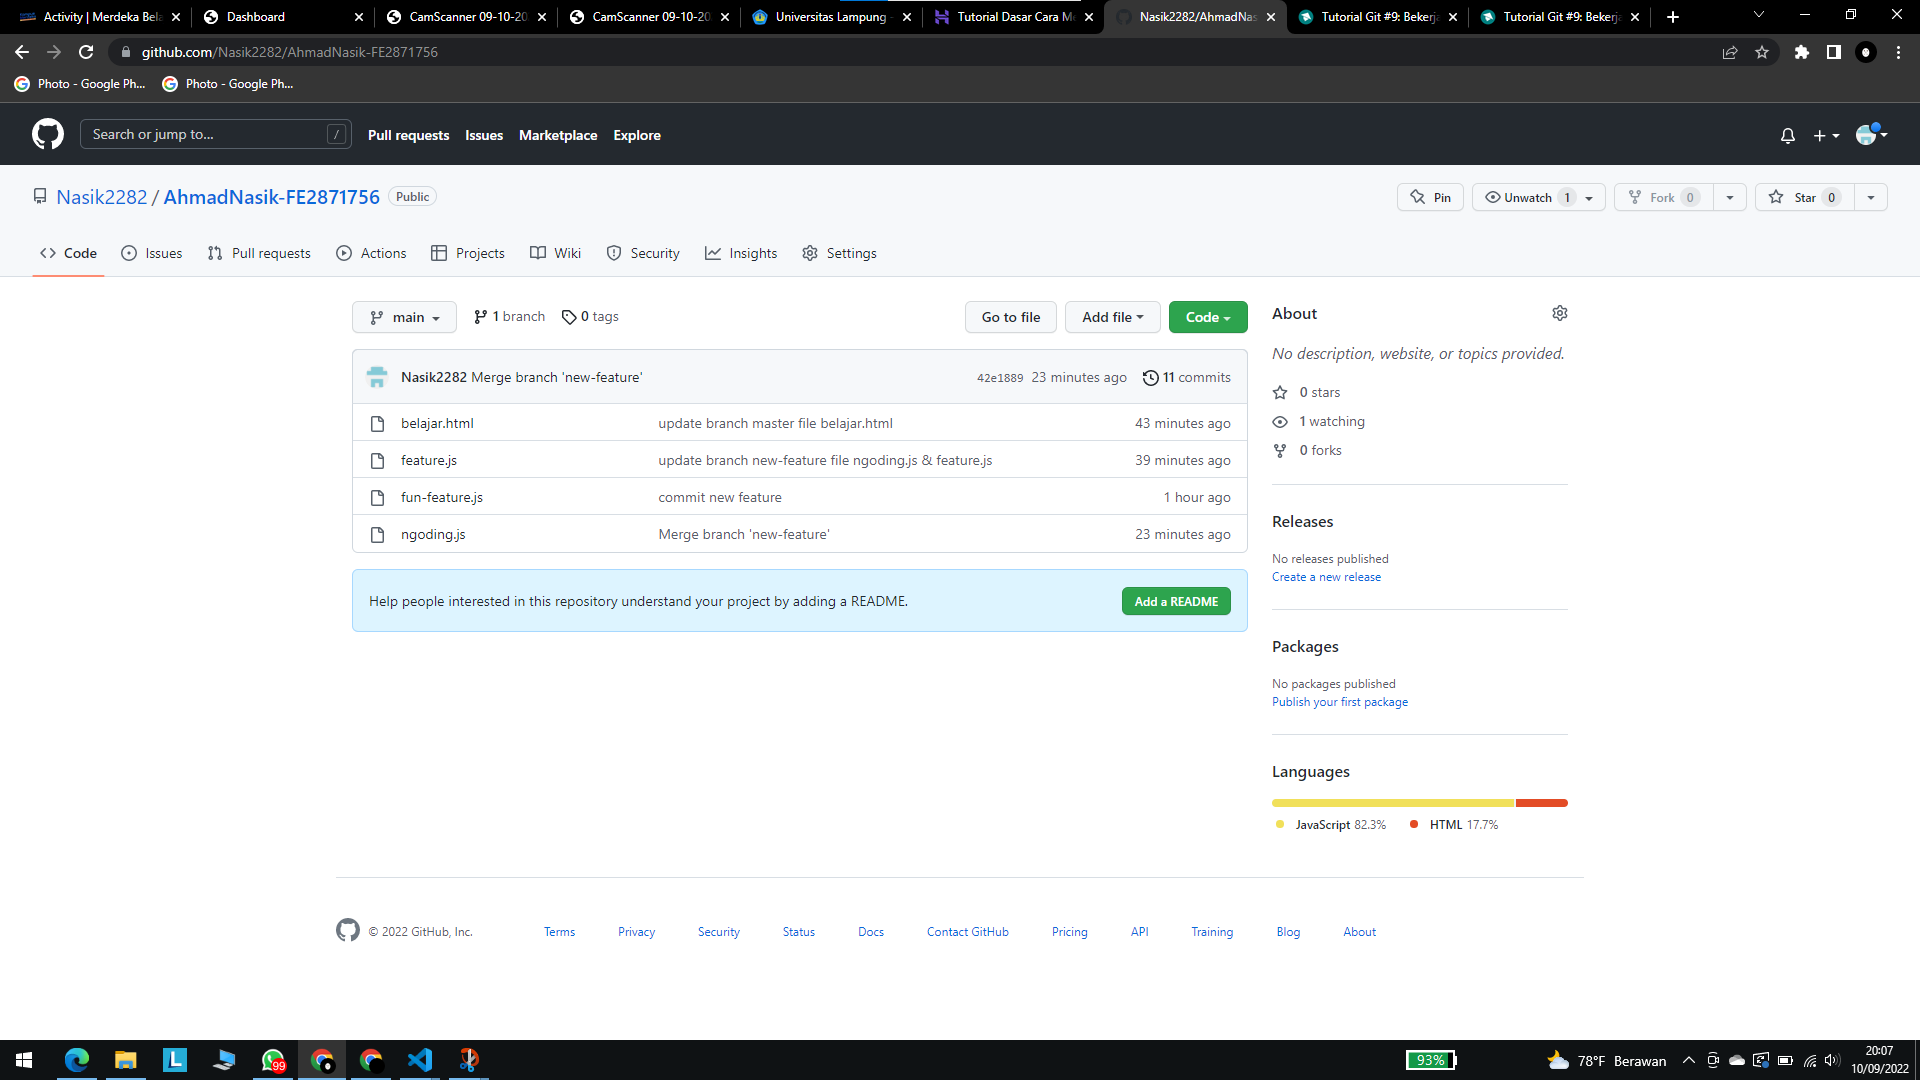 Activity | Merdeka Bela
Dashboard
CamScanner 09-10-20
CamScanner 09-10-20
Universitas Lampung -
Tutorial Dasar Cara Me
Nasik2282/AhmadNas
Tutorial Git #9: Bekerja
Tutorial Git #9: Bekerja
github.com/Nasik2282/AhmadNasik-FE2871756
Photo - Google Ph...
Photo - Google Ph...
Search or jump to... /
Pull requests
Issues
Marketplace
Explore
Nasik2282 / AhmadNasik-FE2871756 Public
Pin
Unwatch 1
Fork 0
Star 0
Code
Issues
Pull requests
Actions
Projects
Wiki
Security
Insights
Settings
main
1 branch
0 tags
Go to file
Add file
Code
Nasik2282 Merge branch 'new-feature' 42e1889 23 minutes ago 11 commits
belajar.html update branch master file belajar.html 43 minutes ago
feature.js update branch new-feature file ngoding.js & feature.js 39 minutes ago
fun-feature.js commit new feature 1 hour ago
ngoding.js Merge branch 'new-feature' 23 minutes ago
Help people interested in this repository understand your project by adding a README.
Add a README
About
No description, website, or topics provided.
0 stars
1 watching
0 forks
Releases
No releases published
Create a new release
Packages
No packages published
Publish your first package
Languages
JavaScript 82.3% HTML 17.7%
© 2022 GitHub, Inc.
Terms
Privacy
Security
Status
Docs
Contact GitHub
Pricing
API
Training
Blog
About
L
99
93%
78°F Berawan
20:07
10/09/2022